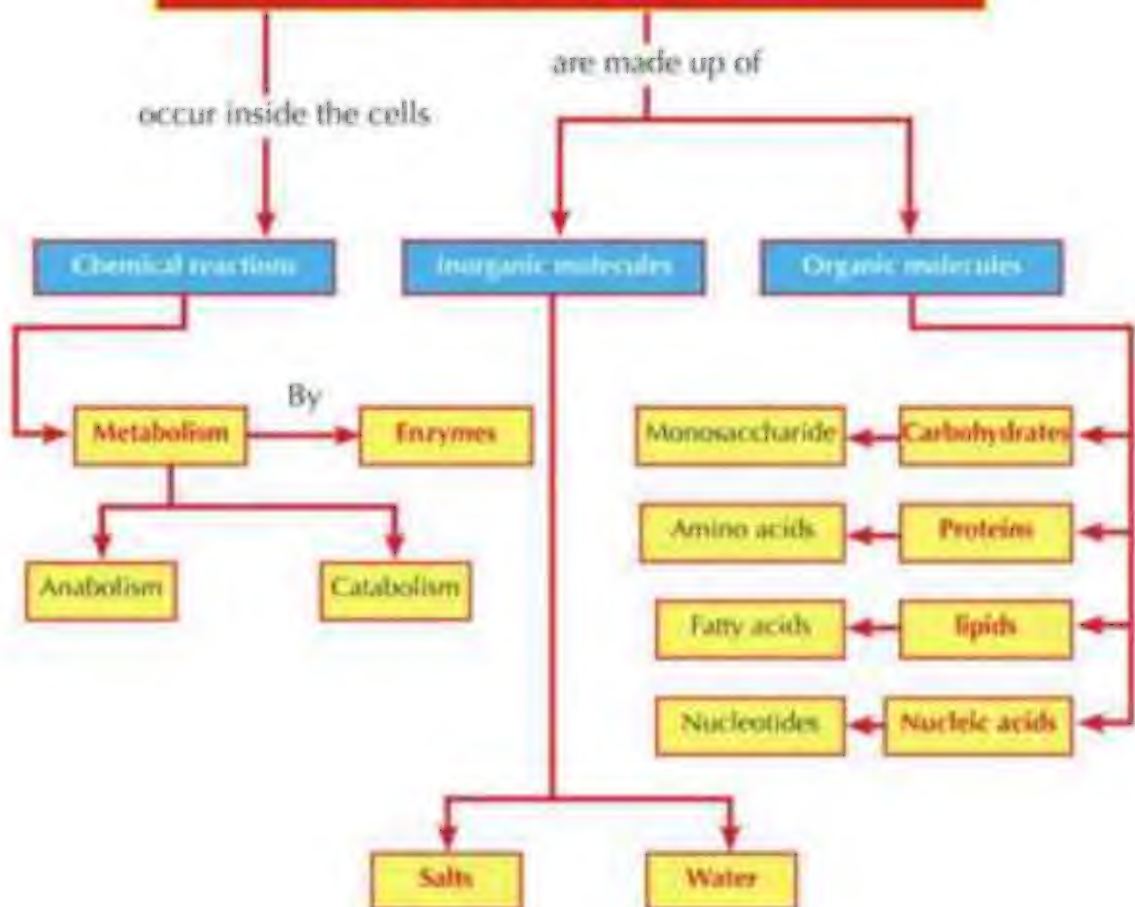 are made up of
occur inside the cells
Chemical reactions
Inorganic molecules
Organic molecules
By
Metabolism
Enzymes
Monosaccharide
Carbohydrates
Amino acids
Proteins
Anabolism
Catabolism
Fatty acids
lipids
Nucleotides
Nucleic acids
Salts
Water